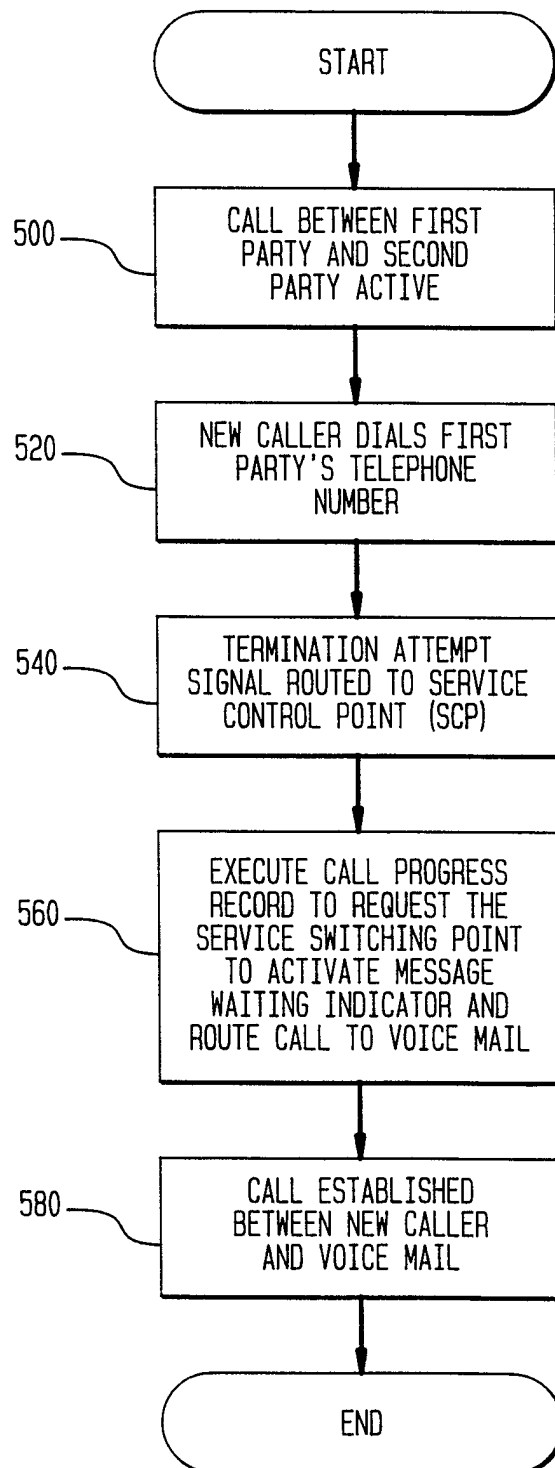 START
500
CALL BETWEEN FIRST
PARTY AND SECOND
PARTY ACTIVE
520
NEW CALLER DIALS FIRST
PARTY'S TELEPHONE
NUMBER
540
TERMINATION ATTEMPT
SIGNAL ROUTED TO SERVICE
CONTROL POINT (SCP)
560
EXECUTE CALL PROGRESS
RECORD TO REQUEST THE
SERVICE SWITCHING POINT
TO ACTIVATE MESSAGE
WAITING INDICATOR AND
ROUTE CALL TO VOICE MAIL
580
CALL ESTABLISHED
BETWEEN NEW CALLER
AND VOICE MAIL
END